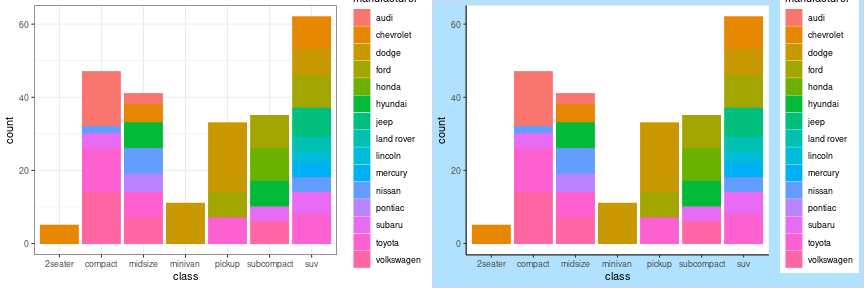 manufacturer
audi
chevrolet
dodge
ford
honda
hyundai
jeep
land rover
lincoln
mercury
nissan
pontiac
subaru
toyota
volkswagen
60
40
20
0
count
2seater compact midsize minivan pickup subcompact suv
class
manufacturer
audi
chevrolet
dodge
ford
honda
hyundai
jeep
land rover
lincoln
mercury
nissan
pontiac
subaru
toyota
volkswagen
60
40
20
0
count
2seater compact midsize minivan pickup subcompact suv
class